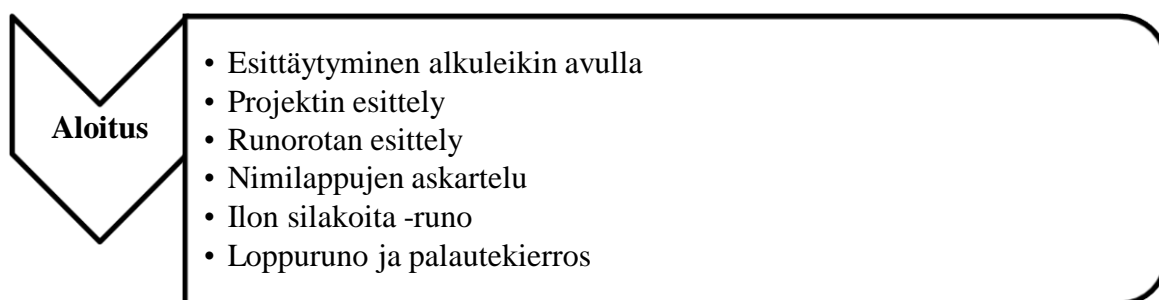 Aloitus
• Esittäytyminen alkuleikin avulla
• Projektin esittely
• Runorotan esittely
• Nimilappujen askartelu
• Ilon silakoita -runo
• Loppuruno ja palautekierros